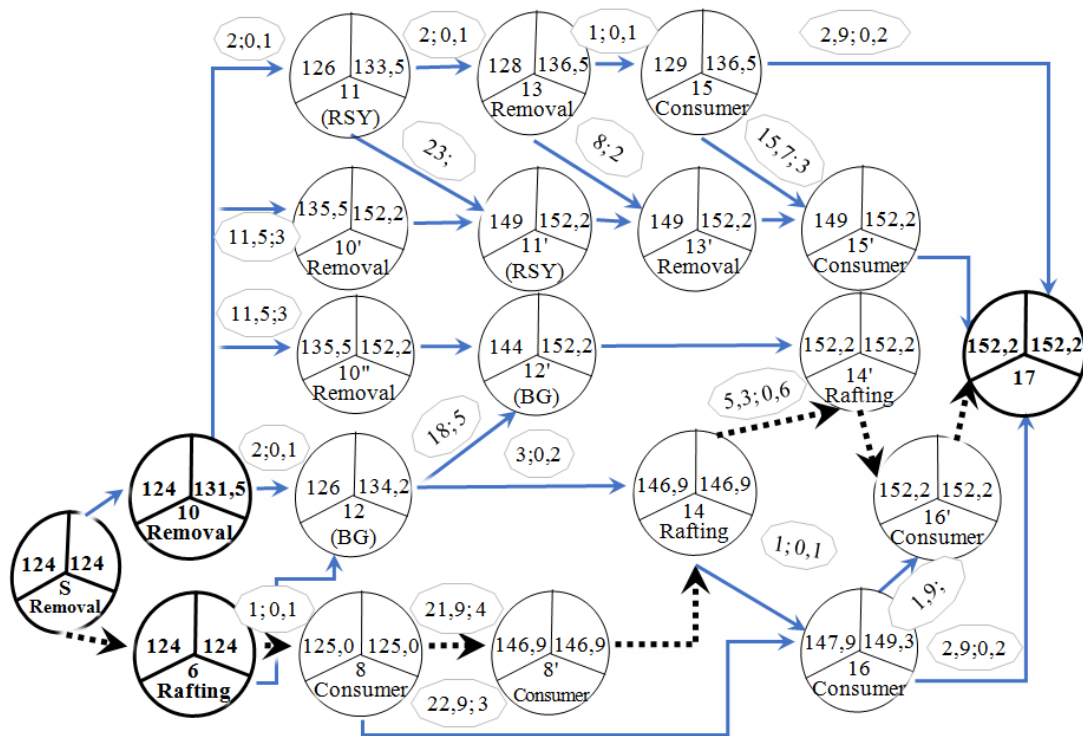 2; 0,1
2; 0,1
1; 0,1
2,9; 0,2
126 133,5
11
(RSY)
128 136,5
13
Removal
129 136,5
15
Consumer
23;
8; 2
15,7; 3
11,5;3
135,5 152,2
10'
Removal
149 152,2
11'
(RSY)
149 152,2
13'
Removal
149 152,2
15'
Consumer
11,5;3
135,5 152,2
10"
Removal
144 152,2
12'
(BG)
152,2 152,2
14'
Rafting
152,2 152,2
17
18; 5
5,3; 0,6
2; 0,1
3;0,2
124 131,5
10
Removal
126 134,2
12
(BG)
146,9 146,9
14
Rafting
152,2 152,2
16'
Consumer
124 124
S
Removal
1; 0,1
1; 0,1
21,9; 4
1,9;
124 124
6
Rafting
125,0 125,0
8
Consumer
146,9 146,9
8'
Consumer
147,9 149,3
16
Consumer
22,9; 3
2,9;0,2